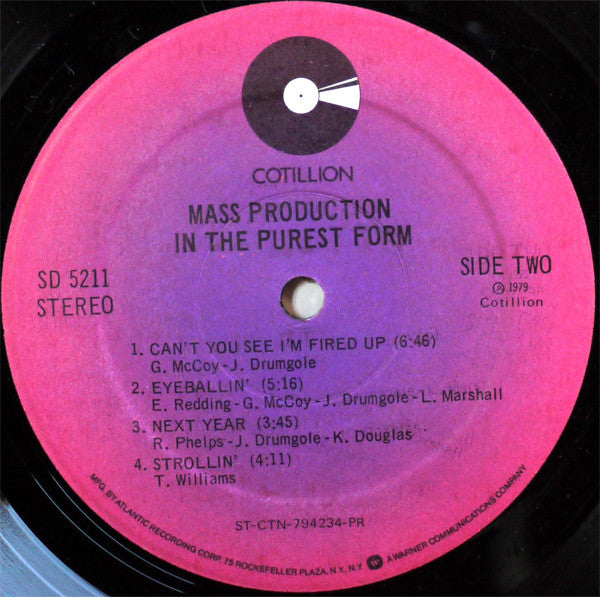 COTILLION
MASS PRODUCTION
IN THE PUREST FORM
SD 5211
STEREO
SIDE TWO
Ⓟ 1979
Cotillion
1. CAN'T YOU SEE I'M FIRED UP (6:46)
G. McCoy-J. Drumgole
2. EYEBALLIN' (5:16)
E. Redding-G. McCoy-J. Drumgole-L. Marshall
3. NEXT YEAR (3:45)
R. Phelps-J. Drumgole-K. Douglas
4. STROLLIN' (4:11)
T. Williams
ST-CTN-794234-PR
MFG. BY ATLANTIC RECORDING CORP. 75 ROCKEFELLER PLAZA, N.Y., N.Y. A WARNER COMMUNICATIONS COMPANY